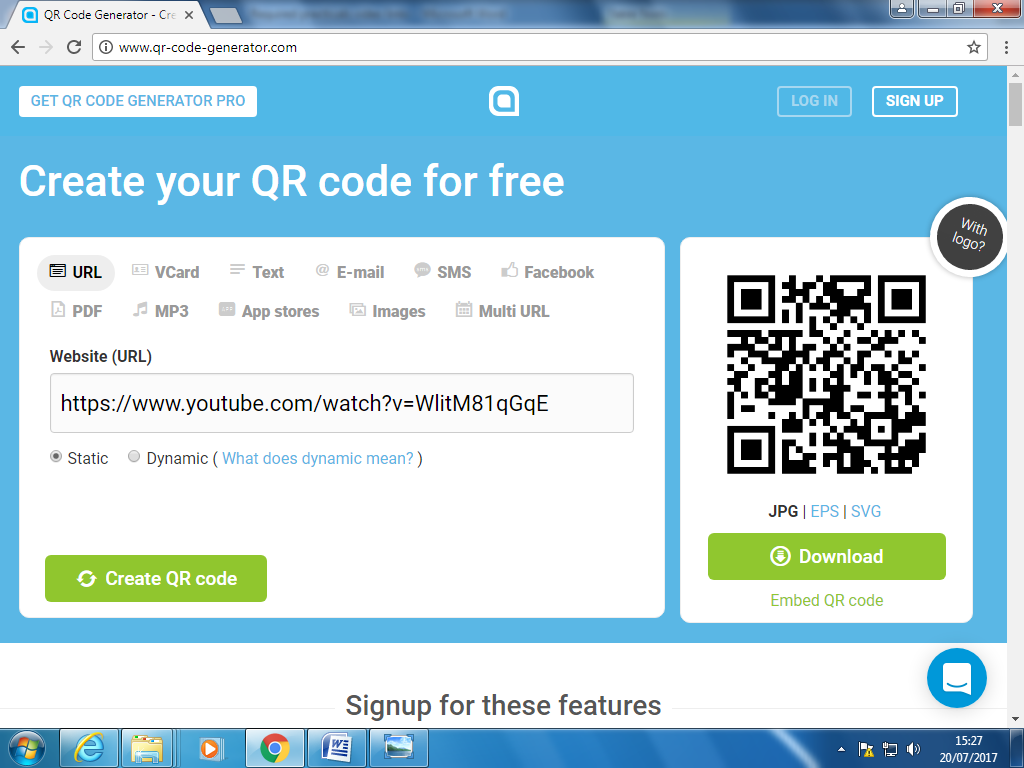 QR Code Generator - Cre
www.qr-code-generator.com
GET QR CODE GENERATOR PRO
LOG IN
SIGN UP
Create your QR code for free
With
logo?
URL VCard Text E-mail SMS Facebook
PDF MP3 App stores Images Multi URL
Website (URL)
https://www.youtube.com/watch?v=WlitM81qGqE
Static Dynamic ( What does dynamic mean? )
Create QR code
JPG | EPS | SVG
Download
Embed QR code
Signup for these features
15:27
20/07/2017